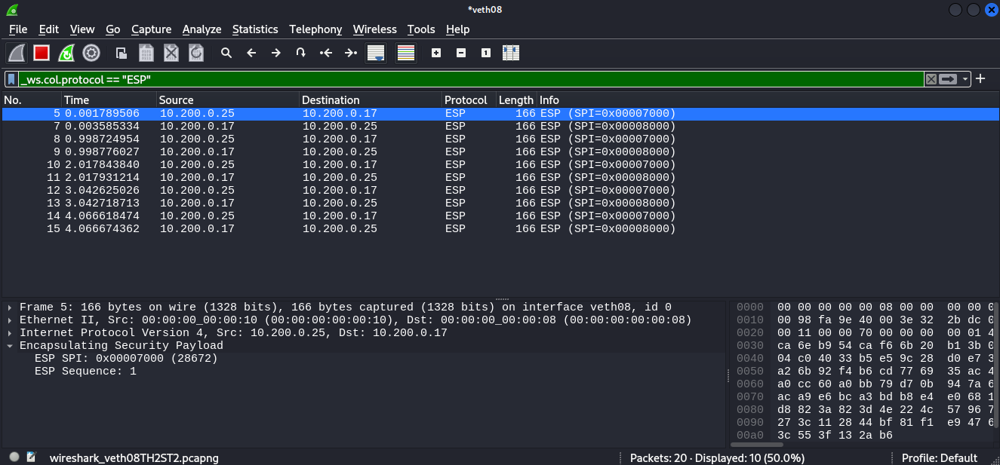 *veth08
File Edit View Go Capture Analyze Statistics Telephony Wireless Tools Help
_ws.col.protocol == "ESP"
No. Time Source Destination Protocol Length Info
5 0.001789506 10.200.0.25 10.200.0.17 ESP 166 ESP (SPI=0x00007000)
7 0.003585334 10.200.0.17 10.200.0.25 ESP 166 ESP (SPI=0x00008000)
8 0.998724954 10.200.0.25 10.200.0.17 ESP 166 ESP (SPI=0x00007000)
9 0.998776027 10.200.0.17 10.200.0.25 ESP 166 ESP (SPI=0x00008000)
10 2.017843840 10.200.0.25 10.200.0.17 ESP 166 ESP (SPI=0x00007000)
11 2.017931214 10.200.0.17 10.200.0.25 ESP 166 ESP (SPI=0x00008000)
12 3.042625026 10.200.0.25 10.200.0.17 ESP 166 ESP (SPI=0x00007000)
13 3.042718713 10.200.0.17 10.200.0.25 ESP 166 ESP (SPI=0x00008000)
14 4.066618474 10.200.0.25 10.200.0.17 ESP 166 ESP (SPI=0x00007000)
15 4.066674362 10.200.0.17 10.200.0.25 ESP 166 ESP (SPI=0x00008000)
Frame 5: 166 bytes on wire (1328 bits), 166 bytes captured (1328 bits) on interface veth08, id 0
Ethernet II, Src: 00:00:00_00:00:10 (00:00:00:00:00:10), Dst: 00:00:00_00:00:08 (00:00:00:00:00:08)
Internet Protocol Version 4, Src: 10.200.0.25, Dst: 10.200.0.17
Encapsulating Security Payload
ESP SPI: 0x00007000 (28672)
ESP Sequence: 1
0000 00 00 00 00 00 08 00 00 00 00 0
0010 00 98 fa 9e 40 00 3e 32 2b dc 0
0020 00 11 00 00 70 00 00 00 00 01 4
0030 ca 6e b9 54 ca f6 6b 20 b1 3b 0
0040 04 c0 40 33 b5 e5 9c 28 d0 e7 3
0050 a2 6b 92 f4 b6 cd 77 69 35 ac 4
0060 a0 cc 60 a0 bb 79 d7 0b 94 7a 6
0070 ac a9 e6 bc a3 bd b8 e4 e0 68 1
0080 d8 82 3a 82 3d 4e 22 4c 57 96 7
0090 27 3c 11 28 44 bf 81 f1 e9 47 6
00a0 3c 55 3f 13 2a b6
wireshark_veth08TH2ST2.pcapng Packets: 20 · Displayed: 10 (50.0%) Profile: Default